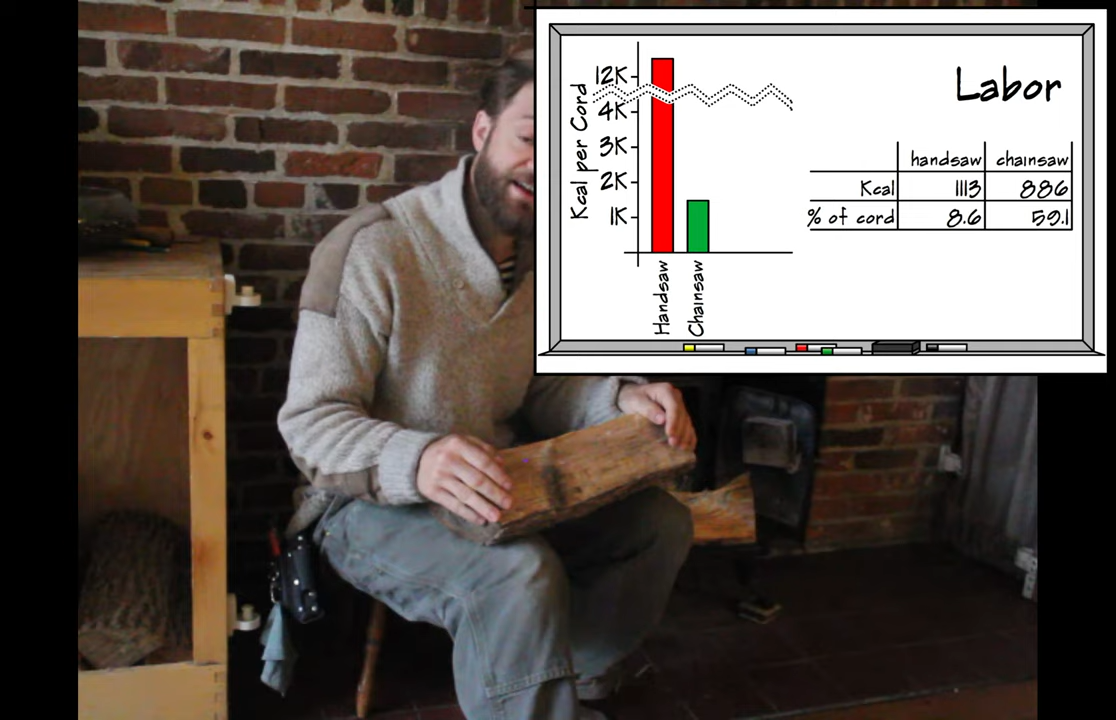 Labor
Kcal per Cord
12K
4K
3K
2K
1K
Handsaw
Chainsaw
handsaw chainsaw
Kcal 1113 886
% of cord 8.6 59.1